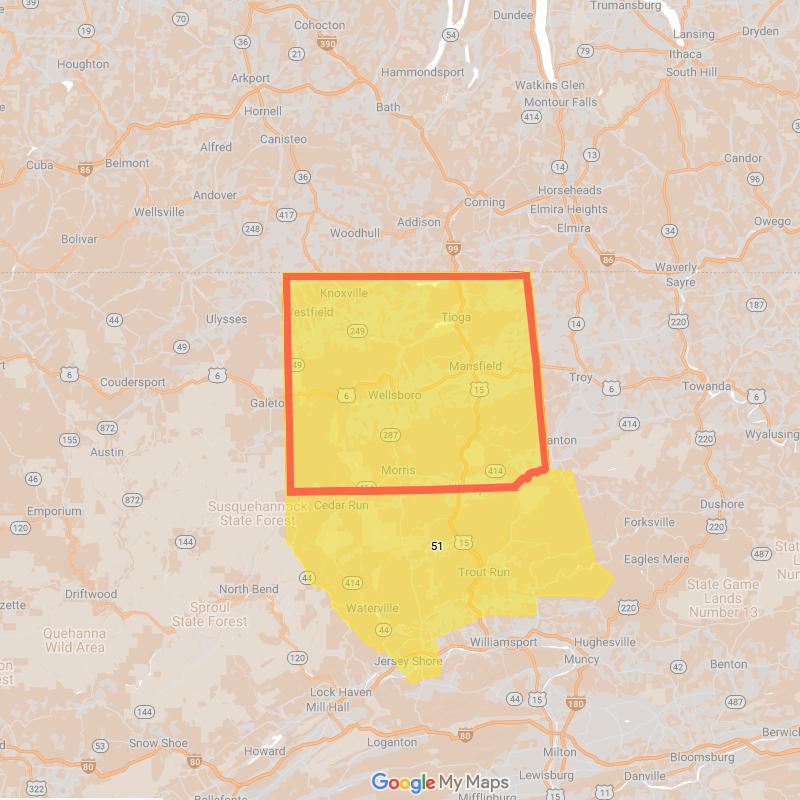 Cohocton
Dundee
Trumansburg
70
36
390
54
Lansing
Dryden
21
79
Ithaca
Houghton
Hammondsport
South Hill
Arkport
Watkins Glen
Bath
Montour Falls
Hornell
414
Canisteo
Alfred
13
Candor
Cuba
86
Belmont
14
36
96
Horseheads
Andover
Corning
Elmira Heights
Wellsville
417
Addison
Owego
248
Elmira
34
Bolivar
Woodhull
99
86
Waverly
Sayre
Knoxville
187
Westfield
44
Ulysses
Tioga
220
14
249
49
49
Mansfield
6
6
Troy
Coudersport
6
15
6
Towanda
6
Galeton
Wellsboro
872
414
155
287
Canton
220
Wyalusing
Austin
Morris
414
46
872
414
Susquehannock
State Forest
Cedar Run
Dushore
Emporium
120
Forksville
144
51
15
487
State Game
Eagles Mere
44
414
Trout Run
North Bend
State Game
Lands
Number 13
Driftwood
Sproul
State Forest
Waterville
220
Quehanna
Wild Area
44
Williamsport
Hughesville
120
Jersey Shore
Muncy
42
Benton
Lock Haven
Mill Hall
44
15
180
487
144
53
Snow Shoe
Loganton
80
Howard
Milton
Berwick
80
80
Bloomsburg
322
Google My Maps
Lewisburg
Danville
15
11
Bellefonte
Mifflinburg